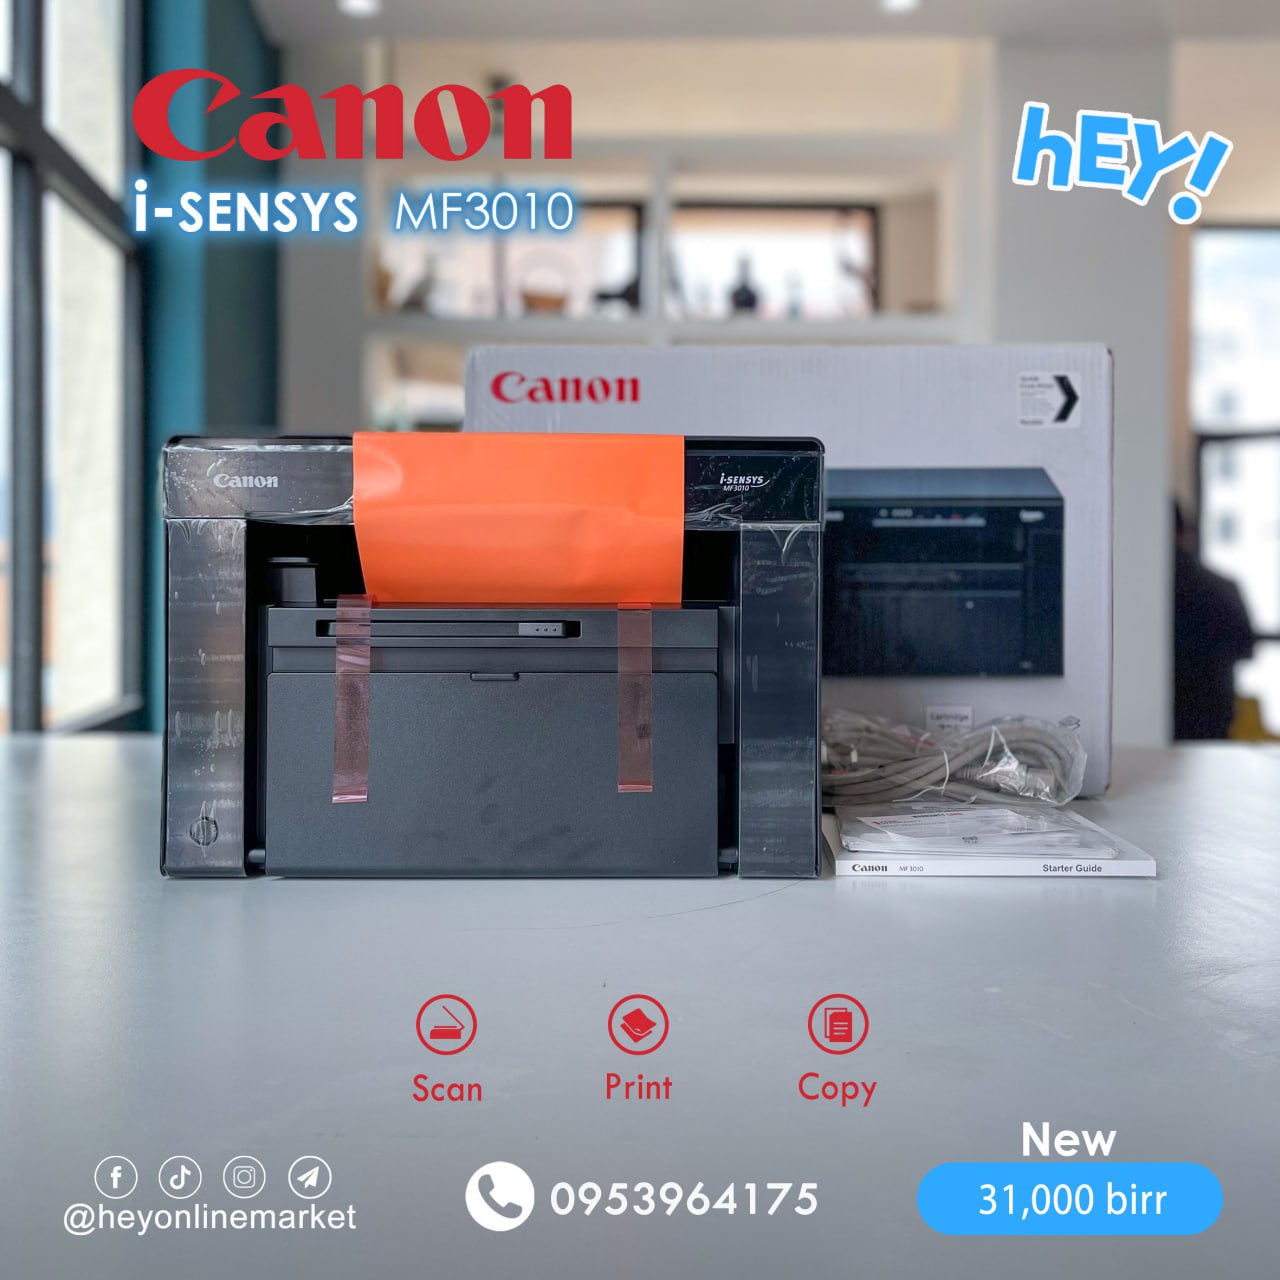 Canon
i-SENSYS MF3010
hEY!
Canon
Canon
i-SENSYS
MF3010
Cartridge
Canon MF3010 Starter Guide
Scan
Print
Copy
New
@heyonlinemarket
0953964175
31,000 birr